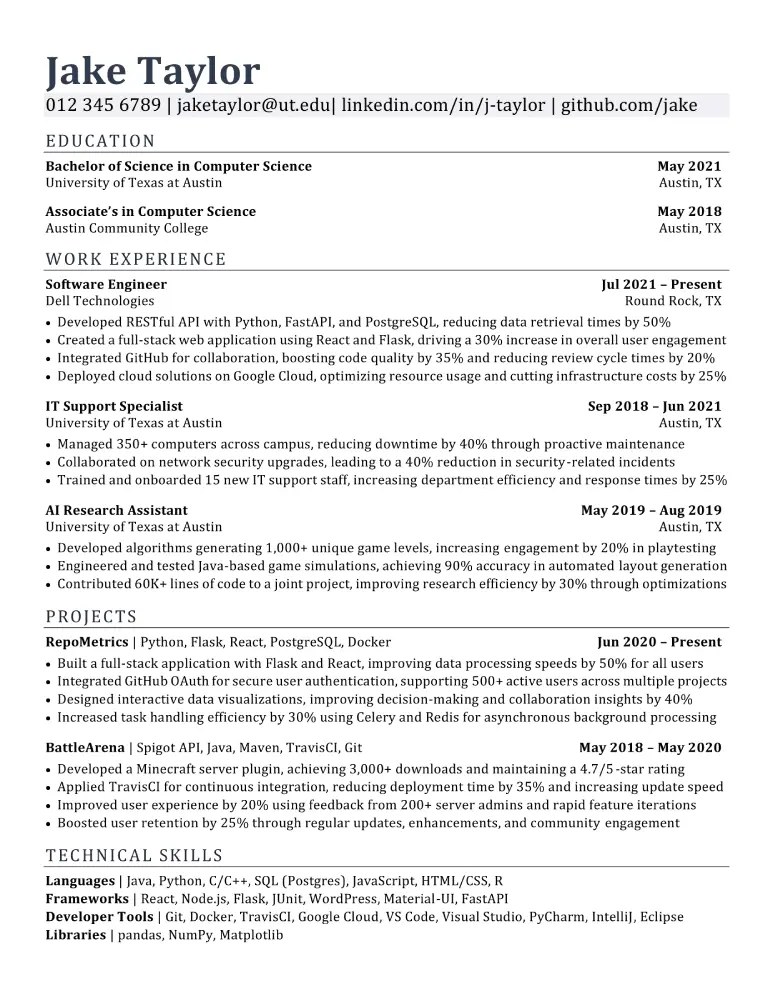 Jake Taylor
012 345 6789 | jaketaylor@ut.edu| linkedin.com/in/j-taylor | github.com/jake
EDUCATION
Bachelor of Science in Computer Science May 2021
University of Texas at Austin Austin, TX
Associate’s in Computer Science May 2018
Austin Community College Austin, TX
WORK EXPERIENCE
Software Engineer Jul 2021 – Present
Dell Technologies Round Rock, TX
• Developed RESTful API with Python, FastAPI, and PostgreSQL, reducing data retrieval times by 50%
• Created a full-stack web application using React and Flask, driving a 30% increase in overall user engagement
• Integrated GitHub for collaboration, boosting code quality by 35% and reducing review cycle times by 20%
• Deployed cloud solutions on Google Cloud, optimizing resource usage and cutting infrastructure costs by 25%
IT Support Specialist Sep 2018 – Jun 2021
University of Texas at Austin Austin, TX
• Managed 350+ computers across campus, reducing downtime by 40% through proactive maintenance
• Collaborated on network security upgrades, leading to a 40% reduction in security-related incidents
• Trained and onboarded 15 new IT support staff, increasing department efficiency and response times by 25%
AI Research Assistant May 2019 – Aug 2019
University of Texas at Austin Austin, TX
• Developed algorithms generating 1,000+ unique game levels, increasing engagement by 20% in playtesting
• Engineered and tested Java-based game simulations, achieving 90% accuracy in automated layout generation
• Contributed 60K+ lines of code to a joint project, improving research efficiency by 30% through optimizations
PROJECTS
RepoMetrics | Python, Flask, React, PostgreSQL, Docker Jun 2020 – Present
• Built a full-stack application with Flask and React, improving data processing speeds by 50% for all users
• Integrated GitHub OAuth for secure user authentication, supporting 500+ active users across multiple projects
• Designed interactive data visualizations, improving decision-making and collaboration insights by 40%
• Increased task handling efficiency by 30% using Celery and Redis for asynchronous background processing
BattleArena | Spigot API, Java, Maven, TravisCI, Git May 2018 – May 2020
• Developed a Minecraft server plugin, achieving 3,000+ downloads and maintaining a 4.7/5-star rating
• Applied TravisCI for continuous integration, reducing deployment time by 35% and increasing update speed
• Improved user experience by 20% using feedback from 200+ server admins and rapid feature iterations
• Boosted user retention by 25% through regular updates, enhancements, and community engagement
TECHNICAL SKILLS
Languages | Java, Python, C/C++, SQL (Postgres), JavaScript, HTML/CSS, R
Frameworks | React, Node.js, Flask, JUnit, WordPress, Material-UI, FastAPI
Developer Tools | Git, Docker, TravisCI, Google Cloud, VS Code, Visual Studio, PyCharm, IntelliJ, Eclipse
Libraries | pandas, NumPy, Matplotlib